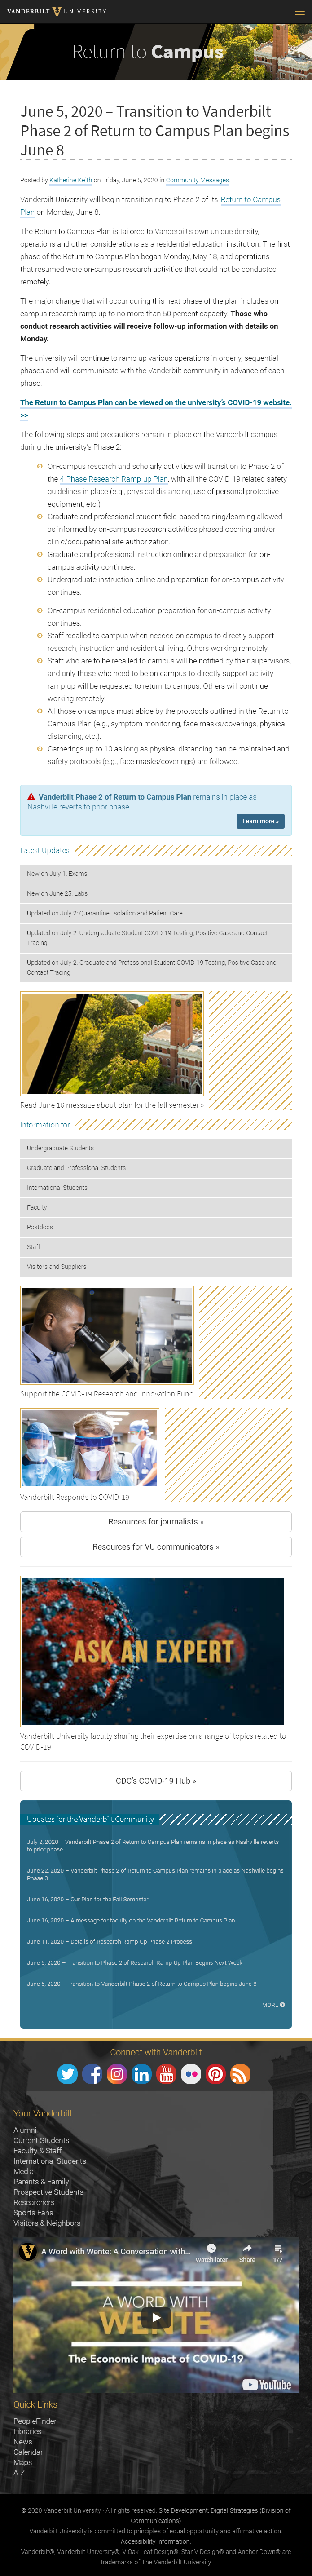 VANDERBILT V UNIVERSITY
Return to Campus
June 5, 2020 – Transition to Vanderbilt
Phase 2 of Return to Campus Plan begins
June 8
Posted by Katherine Keith on Friday, June 5, 2020 in Community Messages.
Vanderbilt University will begin transitioning to Phase 2 of its Return to Campus
Plan on Monday, June 8.
The Return to Campus Plan is tailored to Vanderbilt's own unique density,
operations and other considerations as a residential education institution. The first
phase of the Return to Campus Plan began Monday, May 18, and operations
that resumed were on-campus research activities that could not be conducted
remotely.
The major change that will occur during this next phase of the plan includes on-
campus research ramp up to no more than 50 percent capacity. Those who
conduct research activities will receive follow-up information with details on
Monday.
The university will continue to ramp up various operations in orderly, sequential
phases and will communicate with the Vanderbilt community in advance of each
phase.
The Return to Campus Plan can be viewed on the university's COVID-19 website.
>>
The following steps and precautions remain in place on the Vanderbilt campus
during the university's Phase 2:
On-campus research and scholarly activities will transition to Phase 2 of
the 4-Phase Research Ramp-up Plan, with all the COVID-19 related safety
guidelines in place (e.g., physical distancing, use of personal protective
equipment, etc.)
Graduate and professional student field-based training/learning allowed
as informed by on-campus research activities phased opening and/or
clinic/occupational site authorization.
Graduate and professional instruction online and preparation for on-
campus activity continues.
Undergraduate instruction online and preparation for on-campus activity
continues.
On-campus residential education preparation for on-campus activity
continues.
Staff recalled to campus when needed on campus to directly support
research, instruction and residential living. Others working remotely.
Staff who are to be recalled to campus will be notified by their supervisors,
and only those who need to be on campus to directly support activity
ramp-up will be requested to return to campus. Others will continue
working remotely.
All those on campus must abide by the protocols outlined in the Return to
Campus Plan (e.g., symptom monitoring, face masks/coverings, physical
distancing, etc.).
Gatherings up to 10 as long as physical distancing can be maintained and
safety protocols (e.g., face masks/coverings) are followed.
Vanderbilt Phase 2 of Return to Campus Plan remains in place as
Nashville reverts to prior phase.
Learn more »
Latest Updates
New on July 1: Exams
New on June 25: Labs
Updated on July 2: Quarantine, Isolation and Patient Care
Updated on July 2: Undergraduate Student COVID-19 Testing, Positive Case and Contact
Tracing
Updated on July 2: Graduate and Professional Student COVID-19 Testing, Positive Case and
Contact Tracing
Read June 16 message about plan for the fall semester »
Information for
Undergraduate Students
Graduate and Professional Students
International Students
Faculty
Postdocs
Staff
Visitors and Suppliers
Support the COVID-19 Research and Innovation Fund
Vanderbilt Responds to COVID-19
Resources for journalists »
Resources for VU communicators »
ASK AN EXPERT
Vanderbilt University faculty sharing their expertise on a range of topics related to
COVID-19
CDC's COVID-19 Hub »
Updates for the Vanderbilt Community
July 2, 2020 – Vanderbilt Phase 2 of Return to Campus Plan remains in place as Nashville reverts
to prior phase
June 22, 2020 – Vanderbilt Phase 2 of Return to Campus Plan remains in place as Nashville begins
Phase 3
June 16, 2020 – Our Plan for the Fall Semester
June 16, 2020 – A message for faculty on the Vanderbilt Return to Campus Plan
June 11, 2020 – Details of Research Ramp-Up Phase 2 Process
June 5, 2020 – Transition to Phase 2 of Research Ramp-Up Plan Begins Next Week
June 5, 2020 – Transition to Vanderbilt Phase 2 of Return to Campus Plan begins June 8
MORE
Connect with Vanderbilt
You Tube
Your Vanderbilt
Alumni
Current Students
Faculty & Staff
International Students
Media
Parents & Family
Prospective Students
Researchers
Sports Fans
Visitors & Neighbors
A Word with Wente: A Conversation with...
Watch later
Share
1/7
A WORD WITH
WENTE
The Economic Impact of COVID-19
YouTube
Quick Links
PeopleFinder
Libraries
News
Calendar
Maps
A-Z
© 2020 Vanderbilt University · All rights reserved. Site Development: Digital Strategies (Division of
Communications)
Vanderbilt University is committed to principles of equal opportunity and affirmative action.
Accessibility information.
Vanderbilt®, Vanderbilt University®, V Oak Leaf Design®, Star V Design® and Anchor Down® are
trademarks of The Vanderbilt University